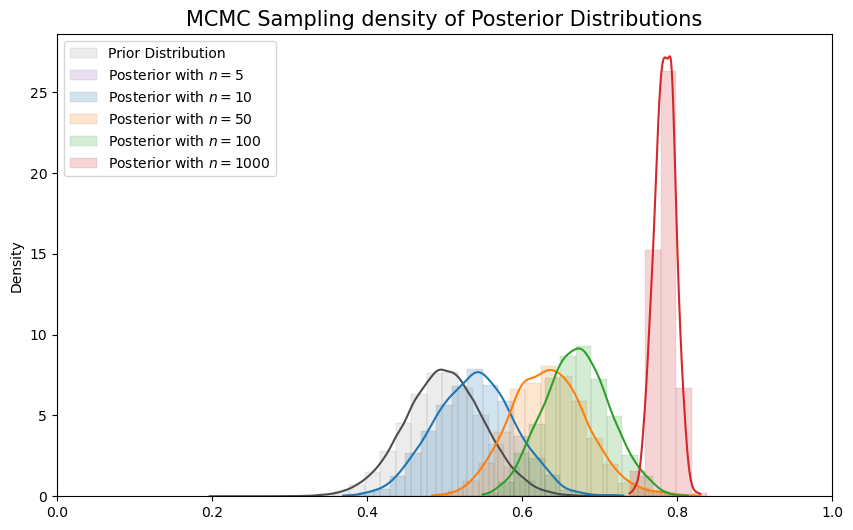 MCMC Sampling density of Posterior Distributions
Prior Distribution
Posterior with n = 5
Posterior with n = 10
Posterior with n = 50
Posterior with n = 100
Posterior with n = 1000
Density
25
20
15
10
5
0
0.0
0.2
0.4
0.6
0.8
1.0